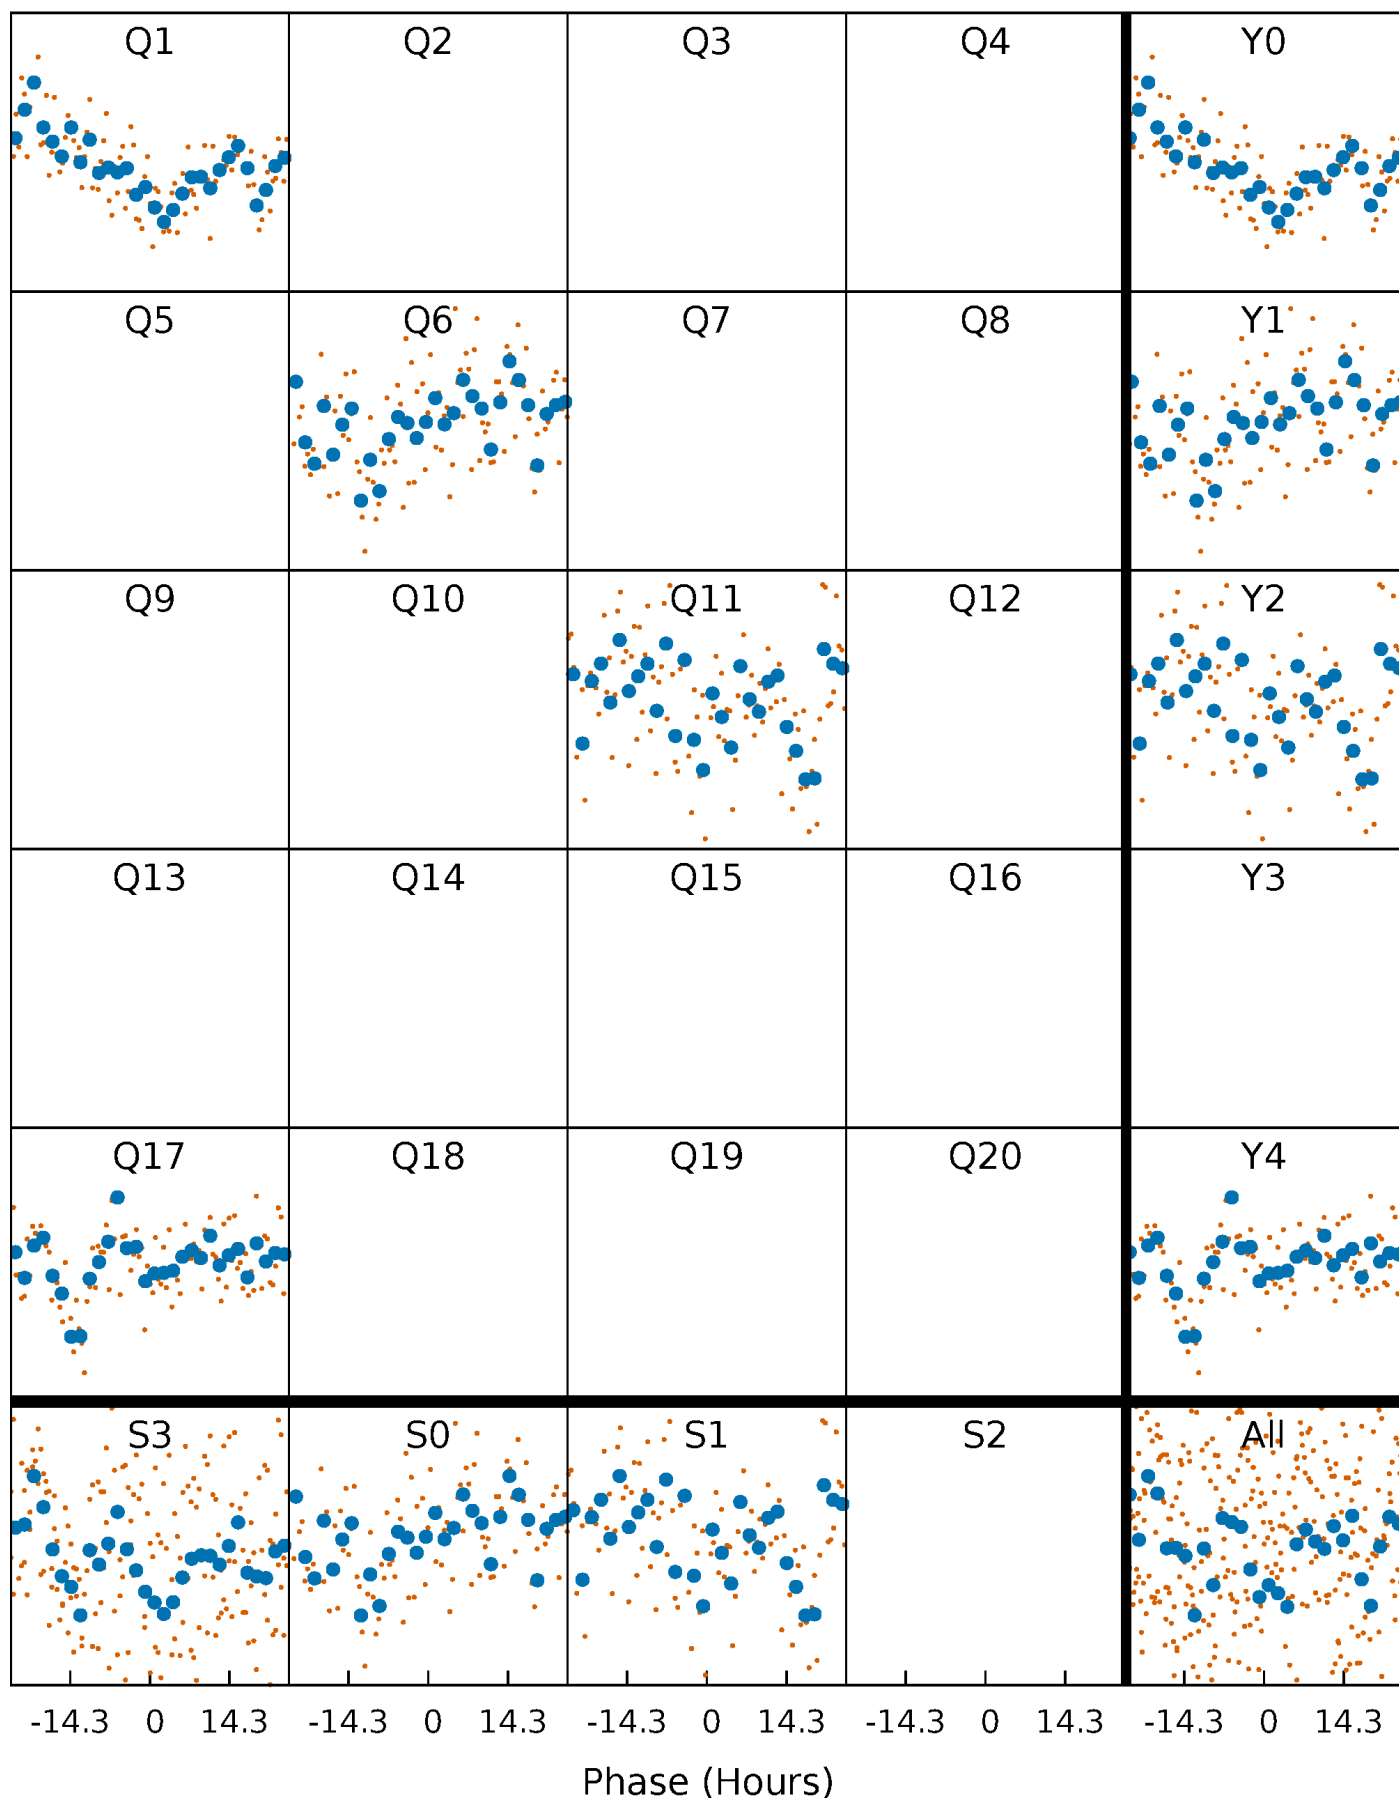 Q1 Q2 Q3 Q4 Y0
Q5 Q6 Q7 Q8 Y1
Q9 Q10 Q11 Q12 Y2
Q13 Q14 Q15 Q16 Y3
Q17 Q18 Q19 Q20 Y4
S3 S0 S1 S2 All
-14.3 0 14.3 -14.3 0 14.3 -14.3 0 14.3 -14.3 0 14.3 -14.3 0 14.3
Phase (Hours)